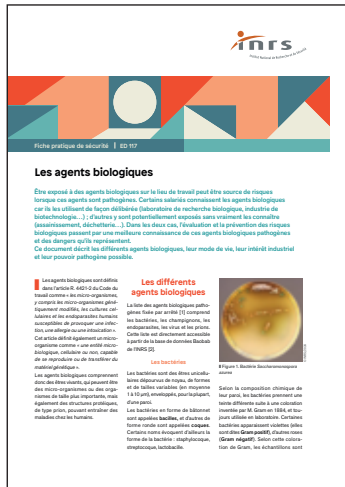 inrs
Fiche pratique de sécurité | ED 117
Les agents biologiques
Être exposé à des agents biologiques sur le lieu de travail peut être source de risques
lorsque ces agents sont pathogènes. Certains salariés connaissent les agents biologiques
car ils les utilisent de façon délibérée (laboratoire de recherche biologique, industrie de
biotechnologie…) ; d'autres y sont potentiellement exposés sans vraiment les connaître
(assainissement, déchetterie…). Dans les deux cas, l'évaluation et la prévention des risques
biologiques passent par une meilleure connaissance de ces agents biologiques pathogènes
et des dangers qu'ils représentent.
Ce document décrit les différents agents biologiques, leur mode de vie, leur intérêt industriel
et leur pouvoir pathogène possible.
Les agents biologiques sont définis
dans l'article R. 4421-2 du Code du
travail comme « les micro-organismes,
y compris les micro-organismes géné-
tiquement modifiés, les cultures cel-
lulaires et les endoparasites humains
susceptibles de provoquer une infec-
tion, une allergie ou une intoxication ».
Cet article définit également un micro-
organisme comme « une entité micro-
biologique, cellulaire ou non, capable
de se reproduire ou de transférer du
matériel génétique ».
Les agents biologiques comprennent
donc des êtres vivants, qui peuvent être
des micro-organismes ou des orga-
nismes de taille plus importante, mais
également des structures protéiques,
de type prion, pouvant entraîner des
maladies chez les humains.
Les différents
agents biologiques
La liste des agents biologiques patho-
gènes fixée par arrêté [1] comprend
les bactéries, les champignons, les
endoparasites, les virus et les prions.
Cette liste est directement accessible
à partir de la base de données Baobab
de l'INRS [2].
Les bactéries
Les bactéries sont des êtres unicellu-
laires dépourvus de noyau, de formes
et de tailles variables (en moyenne
1 à 10 µm), enveloppés, pour la plupart,
d'une paroi.
Les bactéries en forme de bâtonnet
sont appelées bacilles, et d'autres de
forme ronde sont appelées coques.
Certains noms évoquent d'ailleurs la
forme de la bactérie : staphylocoque,
streptocoque, lactobacille.
Figure 1. Bactérie Saccharomonospora
azurea
Selon la composition chimique de
leur paroi, les bactéries prennent une
teinte différente suite à une coloration
inventée par M. Gram en 1884, et tou-
jours utilisée en laboratoire. Certaines
bactéries apparaissent violettes (elles
sont dites Gram positif), d'autres roses
(Gram négatif). Selon cette colora-
tion de Gram, les échantillons sont